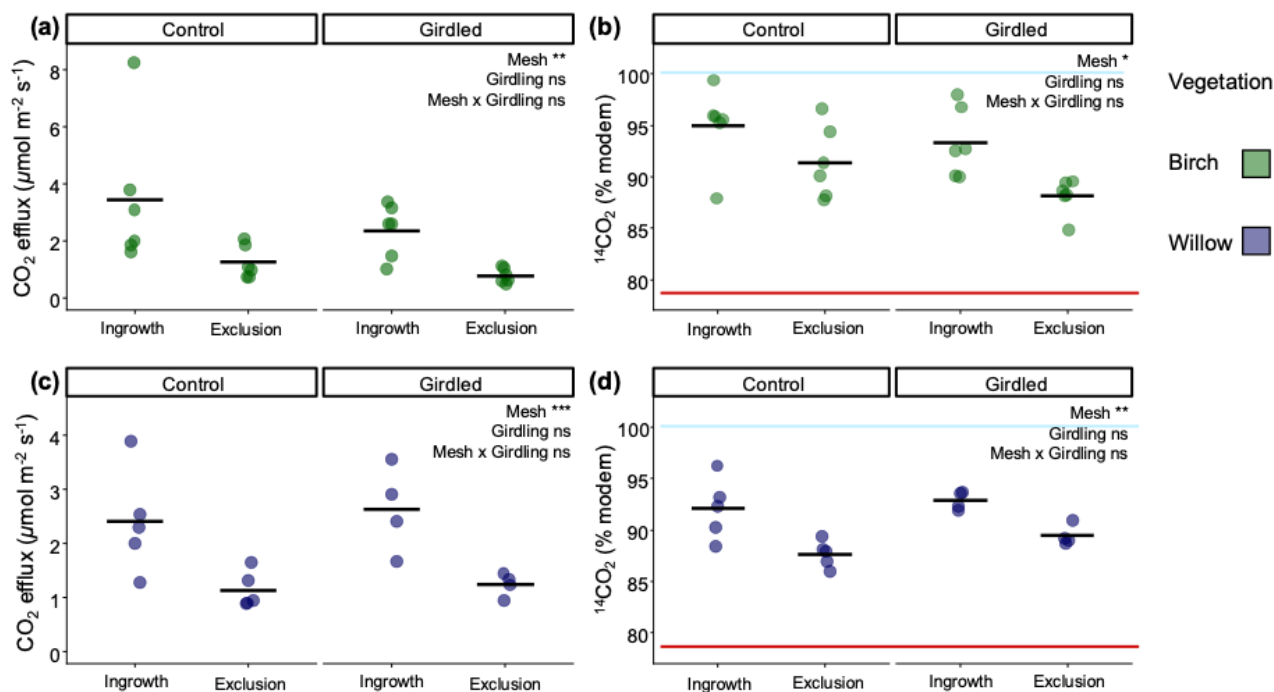 (a)
Control
Girdled
Mesh **
Girdling ns
Mesh x Girdling ns
CO₂ efflux (µmol m⁻² s⁻¹)
8
6
4
2
0
Ingrowth
Exclusion
Ingrowth
Exclusion
(b)
Control
Girdled
Mesh *
Girdling ns
Mesh x Girdling ns
¹⁴CO₂ (% modern)
100
95
90
85
80
Ingrowth
Exclusion
Ingrowth
Exclusion
Vegetation
Birch
Willow
(c)
Control
Girdled
Mesh ***
Girdling ns
Mesh x Girdling ns
CO₂ efflux (µmol m⁻² s⁻¹)
4
3
2
1
0
Ingrowth
Exclusion
Ingrowth
Exclusion
(d)
Control
Girdled
Mesh **
Girdling ns
Mesh x Girdling ns
¹⁴CO₂ (% modern)
100
95
90
85
80
Ingrowth
Exclusion
Ingrowth
Exclusion